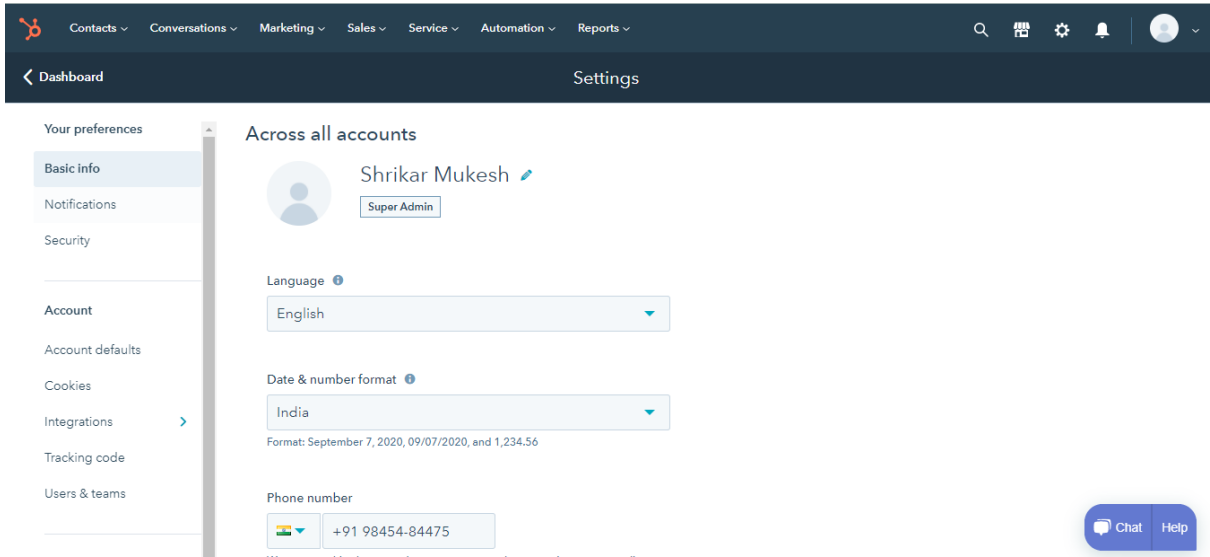 Contacts Conversations Marketing Sales Service Automation Reports
Dashboard
Settings
Your preferences
Basic info
Notifications
Security
Account
Account defaults
Cookies
Integrations
Tracking code
Users & teams
Across all accounts
Shrikar Mukesh
Super Admin
Language
English
Date & number format
India
Format: September 7, 2020, 09/07/2020, and 1,234.56
Phone number
+91 98454-84475
Chat Help